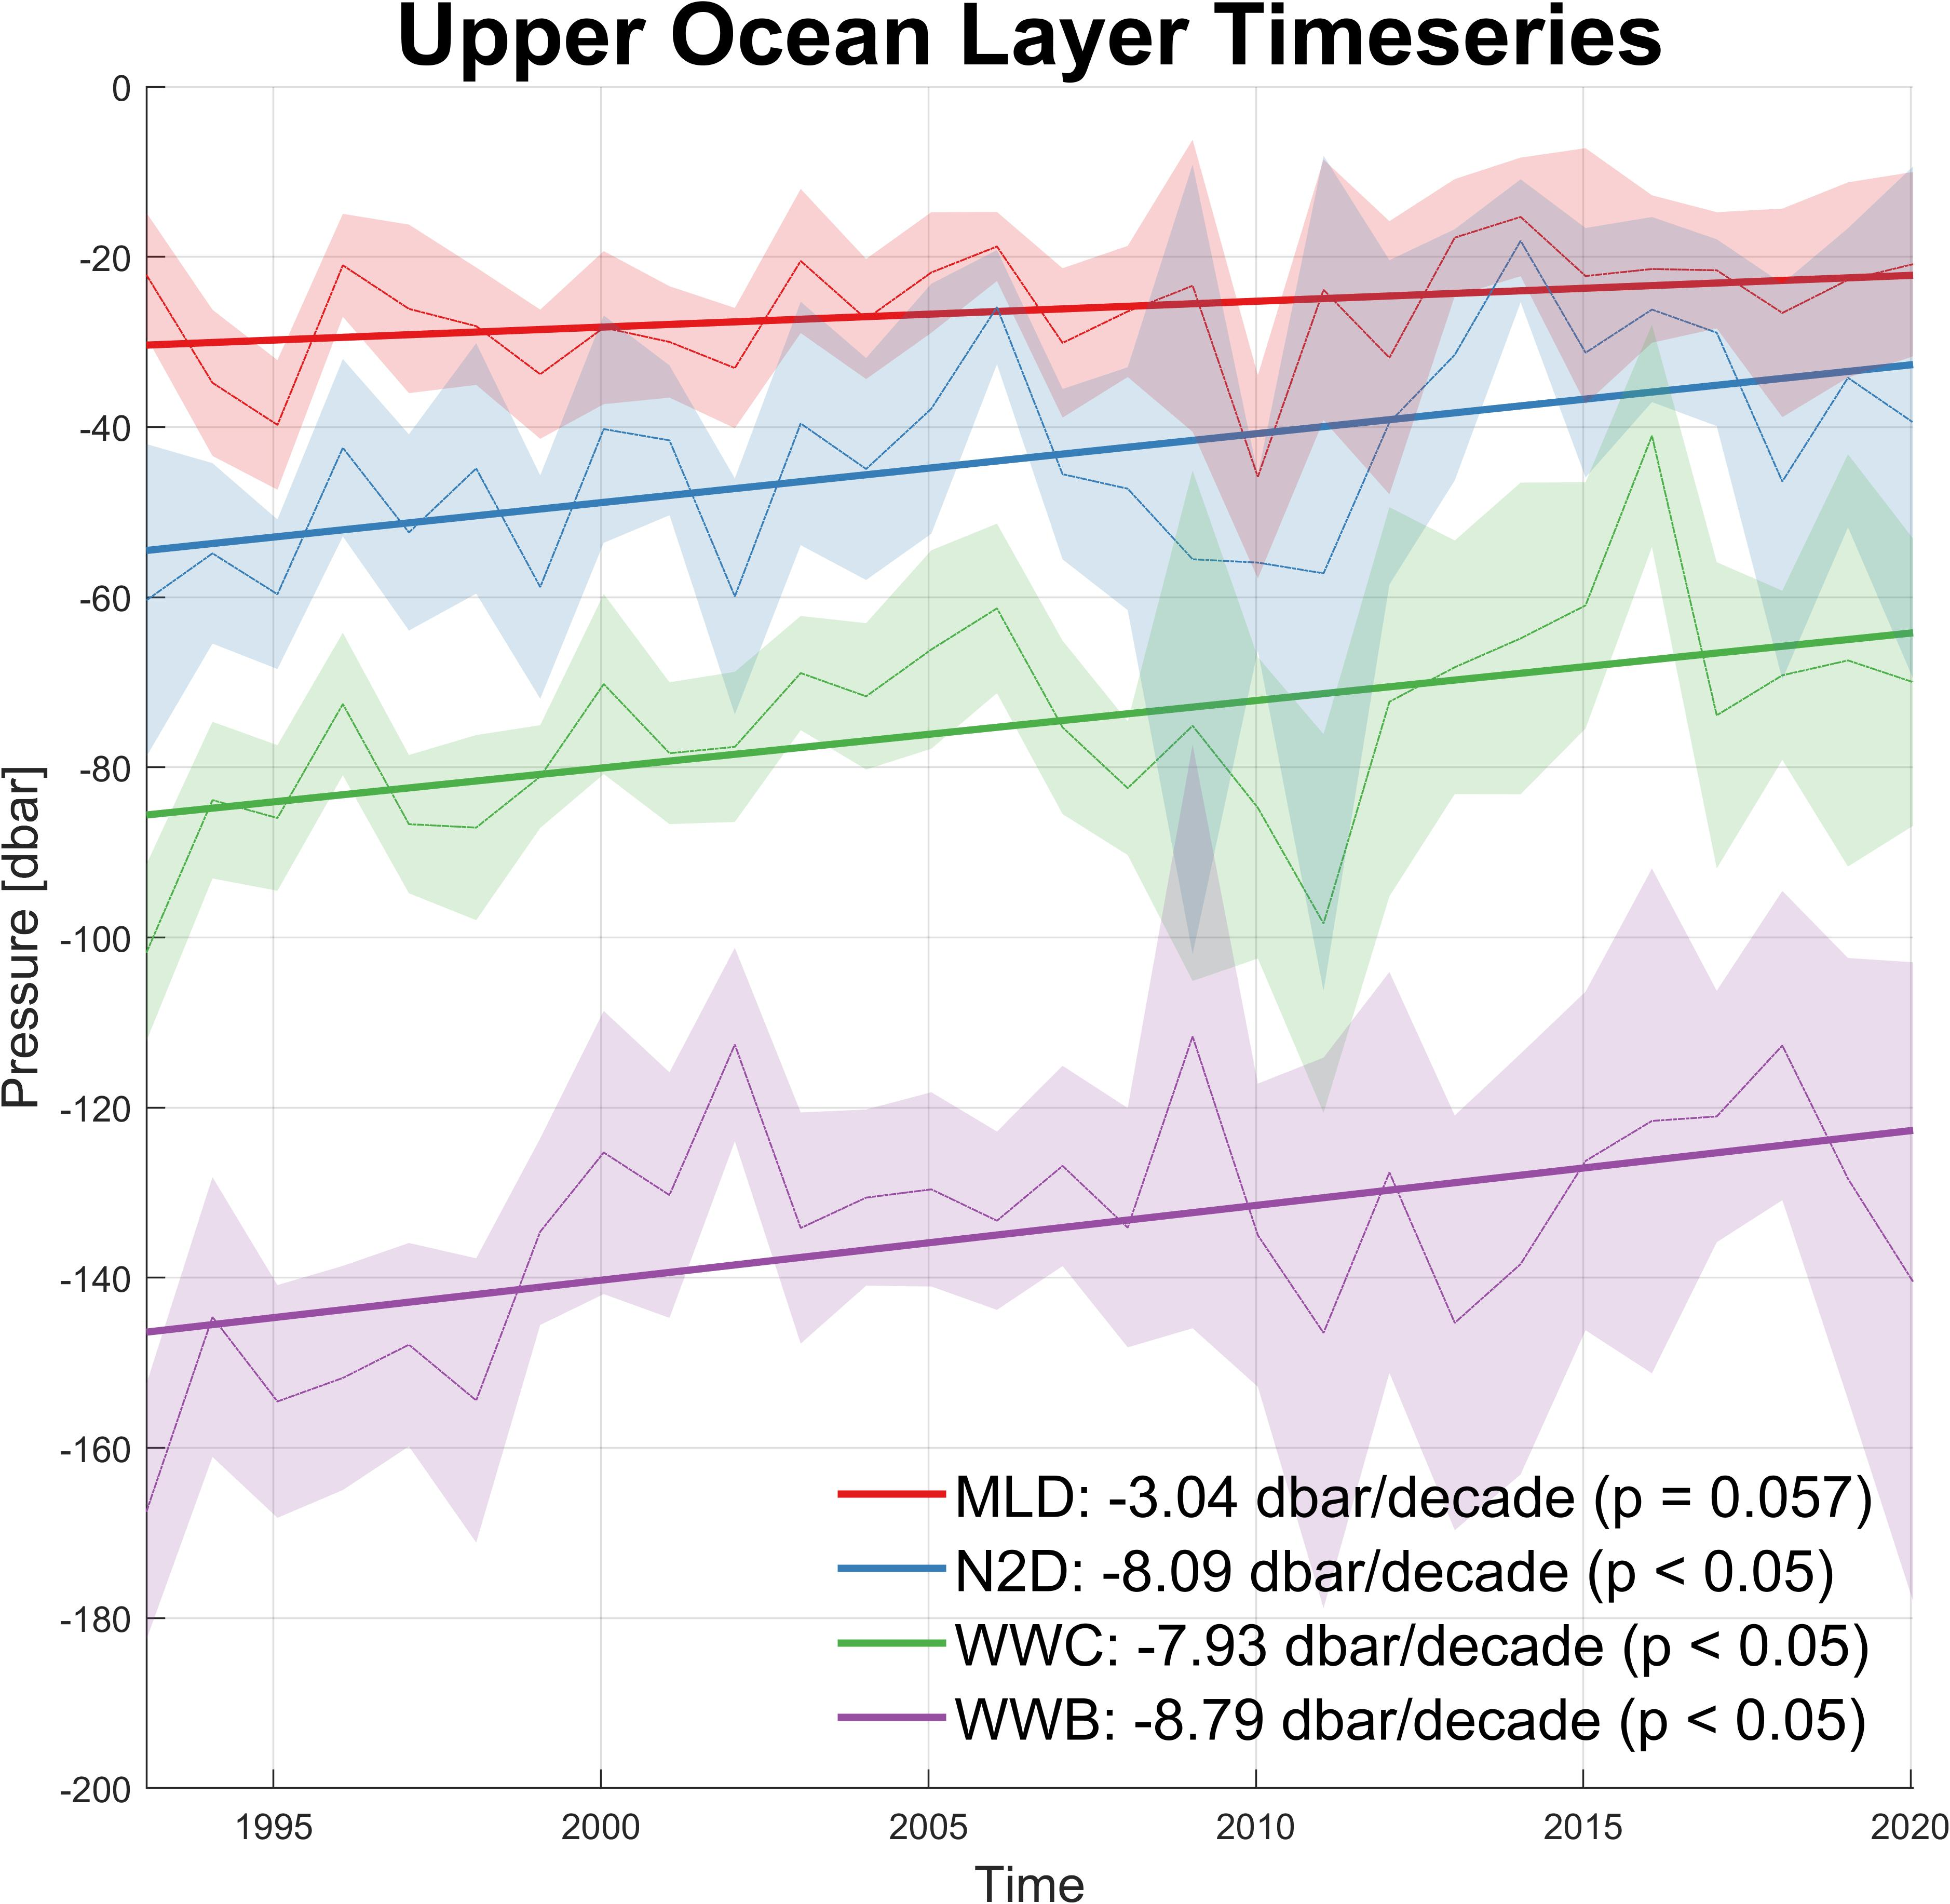 Upper Ocean Layer Timeseries
0
-20
-40
-60
-80
-100
-120
-140
-160
-180
-200
Pressure [dbar]
MLD: -3.04 dbar/decade (p = 0.057)
N2D: -8.09 dbar/decade (p < 0.05)
WWC: -7.93 dbar/decade (p < 0.05)
WWB: -8.79 dbar/decade (p < 0.05)
1995 2000 2005 2010 2015 2020
Time